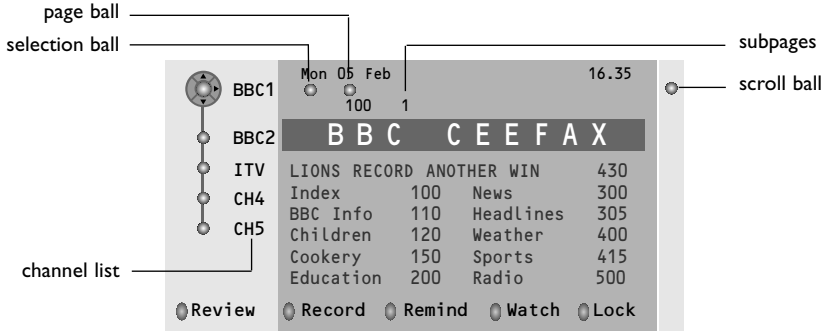 page ball
selection ball
subpages
scroll ball
Mon 05 Feb 16.35
BBC1
100 1
BBC2
BBC CEEFAX
ITV
CH4
CH5
LIONS RECORD ANOTHER WIN 430
Index 100 News 300
BBC Info 110 Headlines 305
Children 120 Weather 400
Cookery 150 Sports 415
Education 200 Radio 500
channel list
Review Record Remind Watch Lock